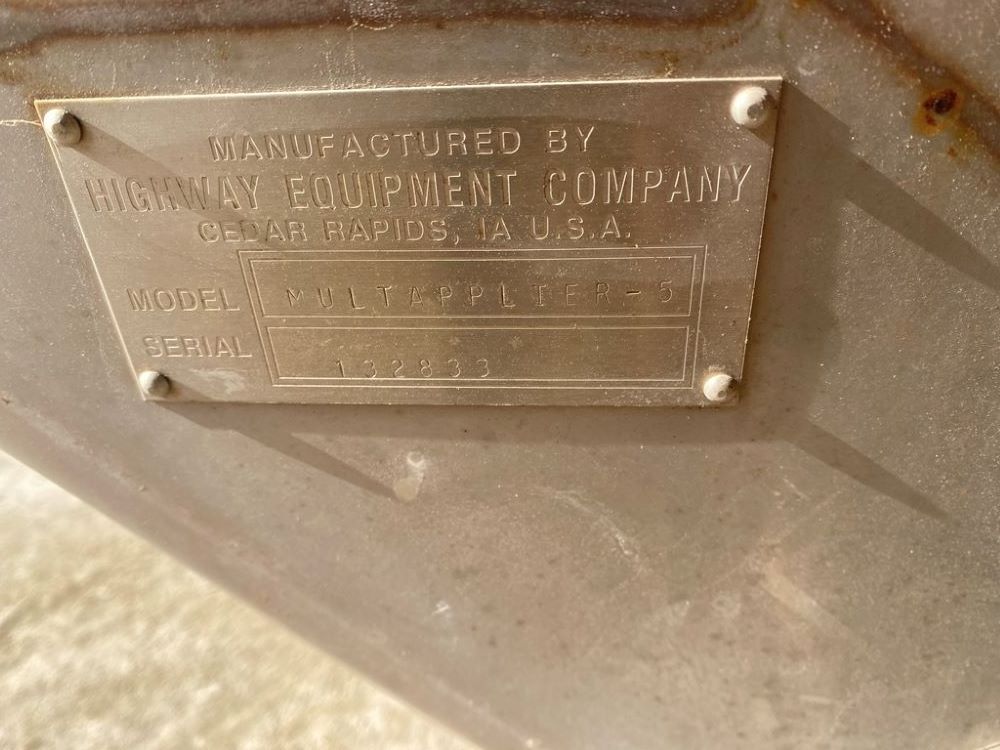 MANUFACTURED BY
HIGHWAY EQUIPMENT COMPANY
CEDAR RAPIDS, IA U.S.A.
MODEL MULTAPPLIER-5
SERIAL 132833